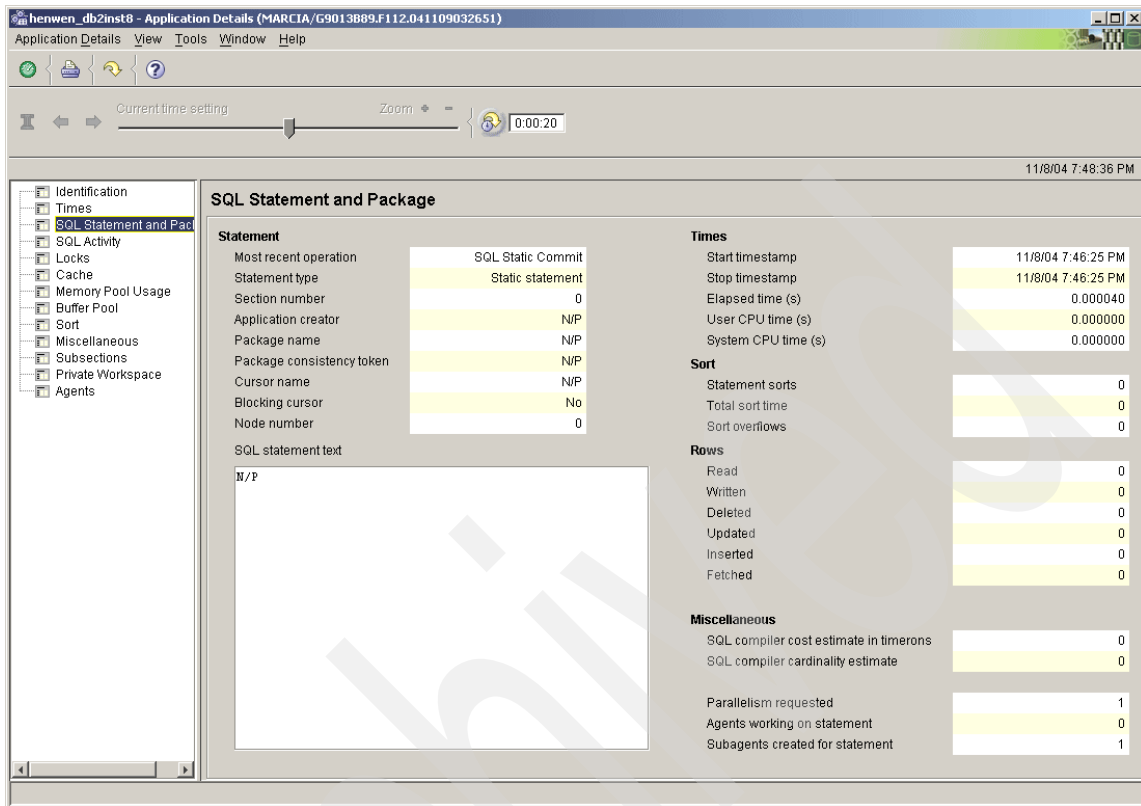 henwen_db2inst8 - Application Details (MARCIA/G9013B89.F112.041109032651)
Application Details View Tools Window Help
Current time setting
Zoom + -
0:00:20
11/8/04 7:48:36 PM
Identification
Times
SQL Statement and Pac
SQL Activity
Locks
Cache
Memory Pool Usage
Buffer Pool
Sort
Miscellaneous
Subsections
Private Workspace
Agents
SQL Statement and Package
Statement
Most recent operation SQL Static Commit
Statement type Static statement
Section number 0
Application creator N/P
Package name N/P
Package consistency token N/P
Cursor name N/P
Blocking cursor No
Node number 0
SQL statement text
N/P
Times
Start timestamp 11/8/04 7:46:25 PM
Stop timestamp 11/8/04 7:46:25 PM
Elapsed time (s) 0.000040
User CPU time (s) 0.000000
System CPU time (s) 0.000000
Sort
Statement sorts 0
Total sort time 0
Sort overflows 0
Rows
Read 0
Written 0
Deleted 0
Updated 0
Inserted 0
Fetched 0
Miscellaneous
SQL compiler cost estimate in timerons 0
SQL compiler cardinality estimate 0
Parallelism requested 1
Agents working on statement 0
Subagents created for statement 1